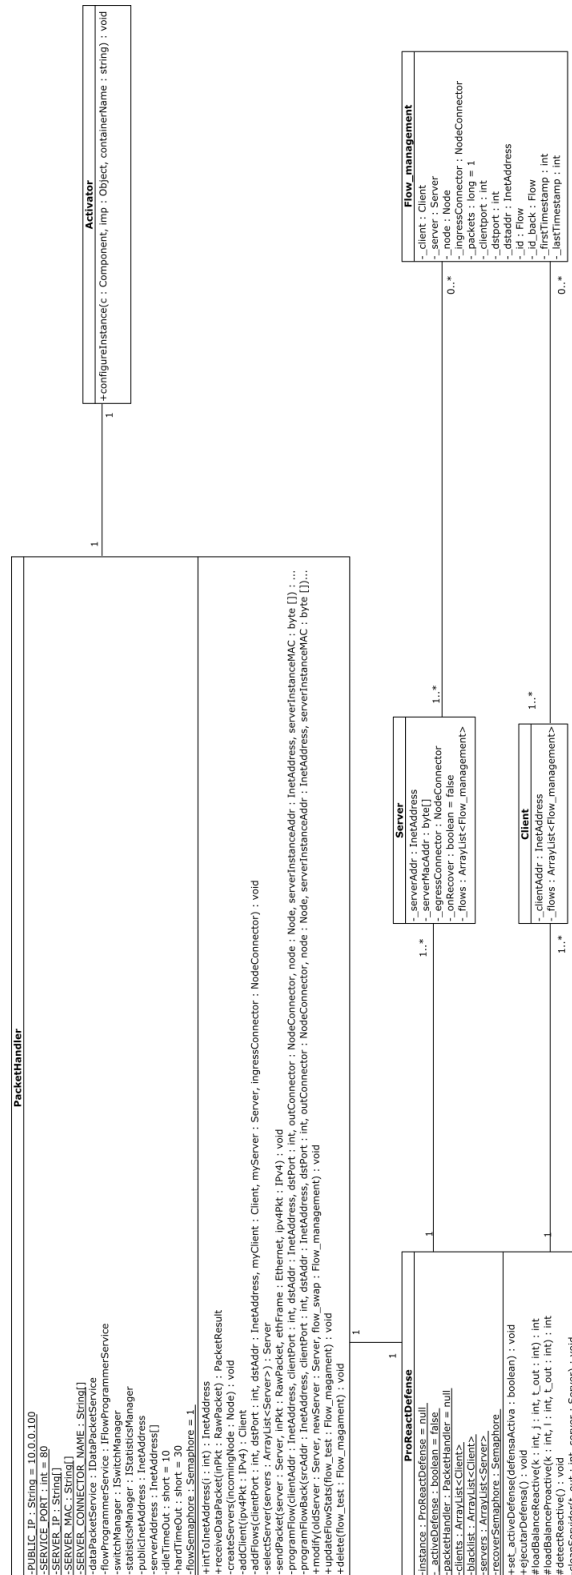 PacketHandler
-PUBLIC_IP : String = 10.0.0.100
-SERVICE_PORT : int = 80
-SERVER_IP : String[]
-SERVER_MAC : String[]
-SERVER_CONNECTOR_NAME : String[]
-dataPacketService : IDataPacketService
-flowProgrammerService : IFlowProgrammerService
-switchManager : ISwitchManager
-statisticsManager : IStatisticsManager
-publicInetAddress : InetAddress
-serverAddress : InetAddress[]
-idleTimeOut : short = 10
-hardTimeOut : short = 30
-flowSemaphore : Semaphore = 1
+intToInetAddress(i : int) : InetAddress
+receiveDataPacket(inPkt : RawPacket) : PacketResult
+createServers(incomingNode : Node) : void
+addClient(ipv4Pkt : IPv4) : Client
+addFlows(clientPort : int, dstPort : int, dstAddr : InetAddress, myClient : Client, myServer : Server, ingressConnector : NodeConnector) : void
+selectServer(servers : ArrayList<Server>) : Server
+sendPacket(server : Server, inPkt : RawPacket, ethFrame : Ethernet, ipv4Pkt : IPv4) : void
+programFlow(clientAddr : InetAddress, clientPort : int, dstAddr : InetAddress, dstPort : int, outConnector : NodeConnector, node : Node, serverInstanceAddr : InetAddress, serverInstanceMAC : byte []) : ...
+programFlowBack(srcAddr : InetAddress, clientPort : int, dstAddr : InetAddress, dstPort : int, outConnector : NodeConnector, node : Node, serverInstanceAddr : InetAddress, serverInstanceMAC : byte [])...
+modify(oldServer : Server, newServer : Server, flow_swap : Flow_management) : void
+updateFlowStats(flow_test : Flow_magament) : void
+delete(flow_test : Flow_magament) : void
1
1
Activator
+configureInstance(c : Component, imp : Object, containerName : string) : void
1
1
ProReactDefense
-instance : ProReactDefense = null
-_activeDefense : boolean = false
-packetHandler : PacketHandler = null
-clients : ArrayList<Client>
-blacklist : ArrayList<Client>
-servers : ArrayList<Server>
-recoverSemaphore : Semaphore
+set_activeDefense(defensaActiva : boolean) : void
+ejecutarDefensa() : void
#loadBalanceReactive(k : int, j : int, t_out : int) : int
#loadBalanceProactive(k : int, j : int, t_out : int) : int
#detectReactive() : void
1
1..*
Server
-_serverAddr : InetAddress
-_serverMacAddr : byte[]
-_egressConnector : NodeConnector
-_onRecover : boolean = false
-_flows : ArrayList<Flow_management>
1..*
0..*
Flow_management
-_client : Client
-_server : Server
-_node : Node
-_ingressConnector : NodeConnector
-_packets : long = 1
-_clientport : int
-_dstport : int
-_dstaddr : InetAddress
-_id : Flow
-_id_back : Flow
-_firstTimestamp : int
-_lastTimestamp : int
1
1..*
Client
-_clientAddr : InetAddress
-_flows : ArrayList<Flow_management>
1..*
0..*